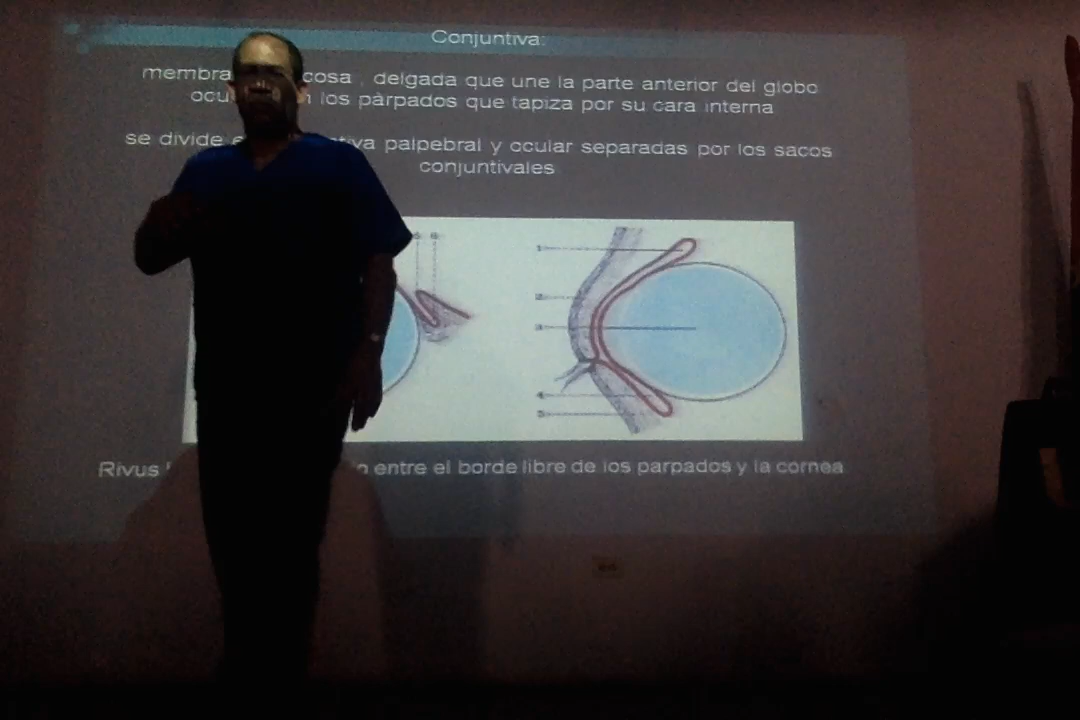 Conjuntiva:
membra cosa , delgada que une la parte anterior del globo
ocu n los pàrpados que tapiza por su cara interna
se divide e tiva palpebral y ocular separadas por los sacos
conjuntivales
Rivus l n entre el borde libre de los parpados y la cornea